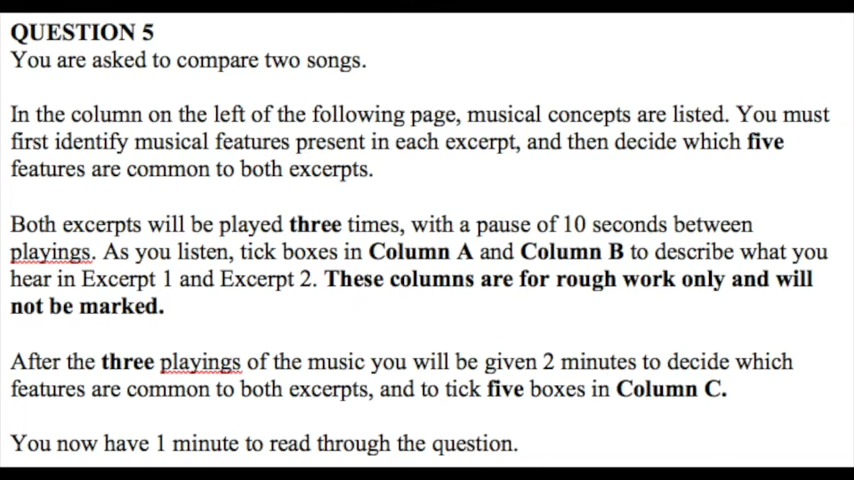 QUESTION 5
You are asked to compare two songs.
In the column on the left of the following page, musical concepts are listed. You must
first identify musical features present in each excerpt, and then decide which five
features are common to both excerpts.
Both excerpts will be played three times, with a pause of 10 seconds between
playings. As you listen, tick boxes in Column A and Column B to describe what you
hear in Excerpt 1 and Excerpt 2. These columns are for rough work only and will
not be marked.
After the three playings of the music you will be given 2 minutes to decide which
features are common to both excerpts, and to tick five boxes in Column C.
You now have 1 minute to read through the question.